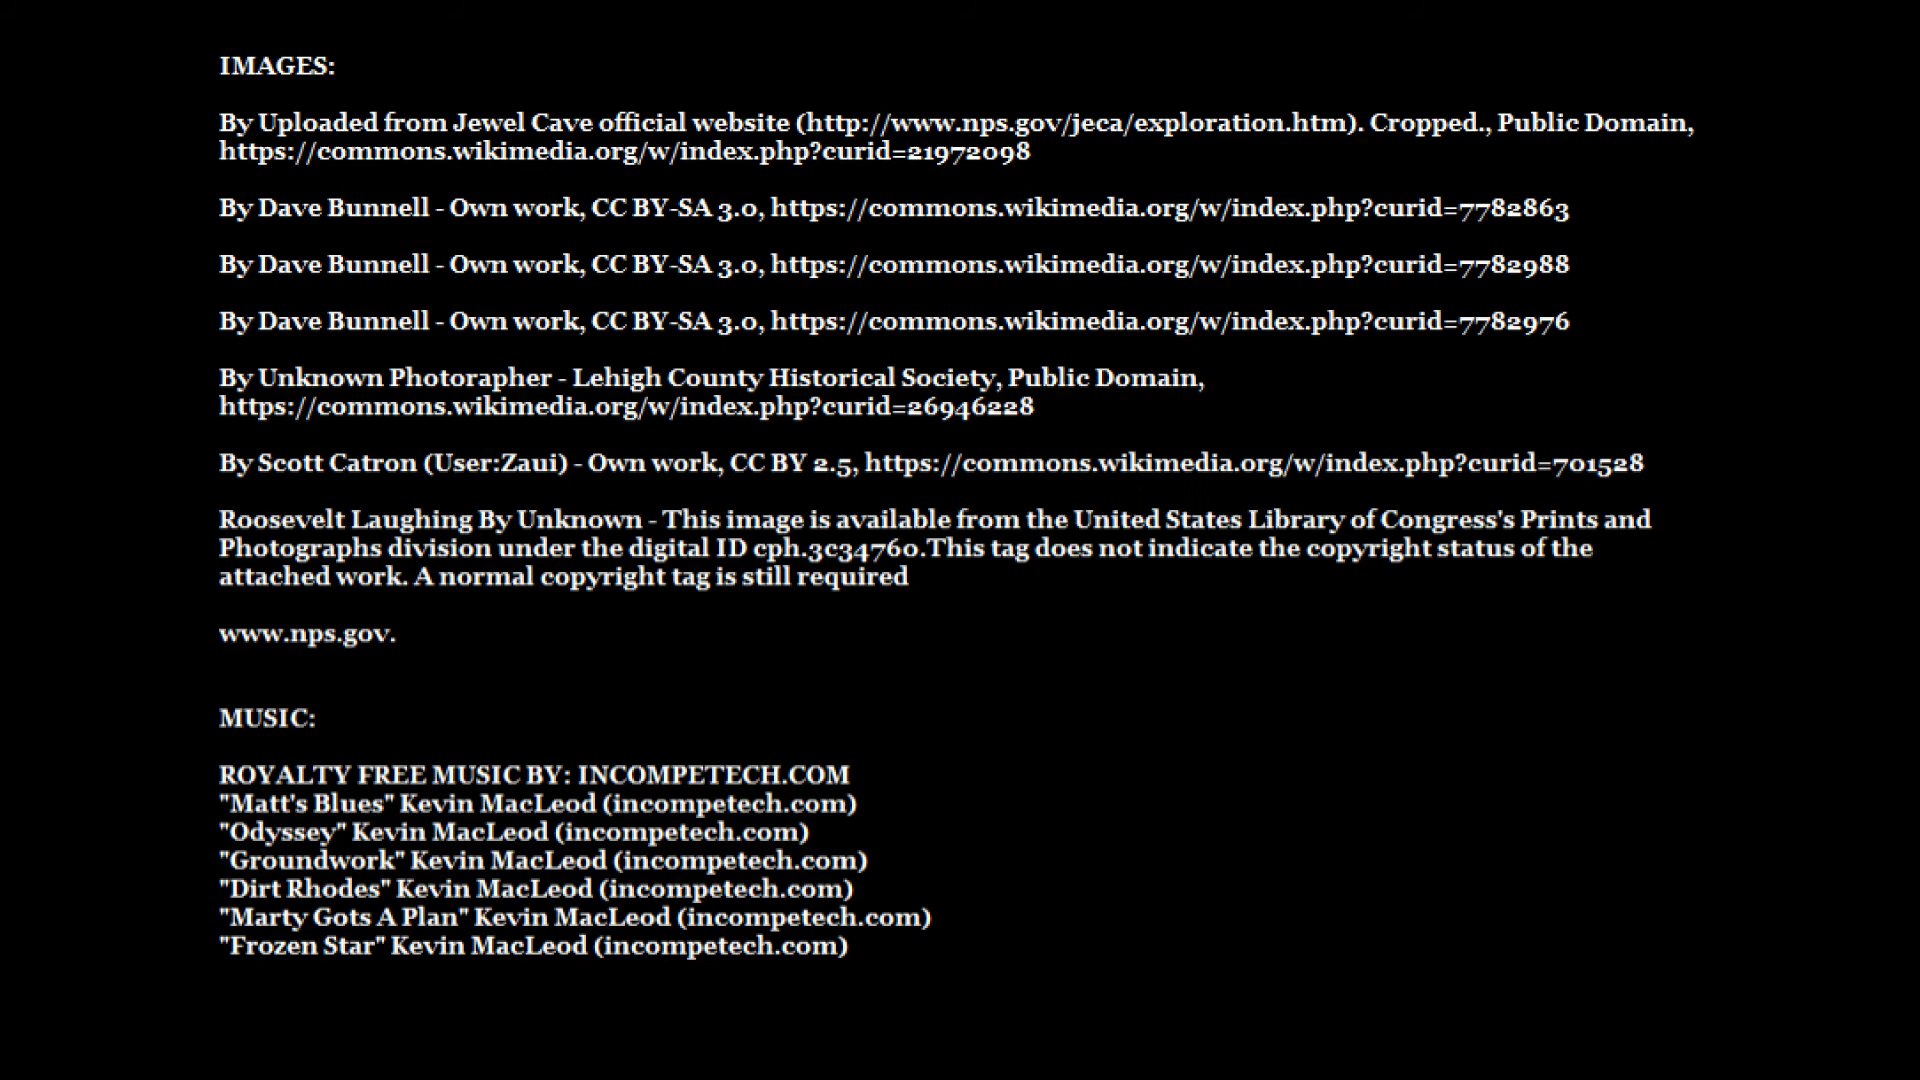 IMAGES:
By Uploaded from Jewel Cave official website (http://www.nps.gov/jeca/exploration.htm). Cropped., Public Domain,
https://commons.wikimedia.org/w/index.php?curid=21972098
By Dave Bunnell - Own work, CC BY-SA 3.0, https://commons.wikimedia.org/w/index.php?curid=7782863
By Dave Bunnell - Own work, CC BY-SA 3.0, https://commons.wikimedia.org/w/index.php?curid=7782988
By Dave Bunnell - Own work, CC BY-SA 3.0, https://commons.wikimedia.org/w/index.php?curid=7782976
By Unknown Photorapher - Lehigh County Historical Society, Public Domain,
https://commons.wikimedia.org/w/index.php?curid=26946228
By Scott Catron (User:Zaui) - Own work, CC BY 2.5, https://commons.wikimedia.org/w/index.php?curid=701528
Roosevelt Laughing By Unknown - This image is available from the United States Library of Congress's Prints and
Photographs division under the digital ID cph.3c34760.This tag does not indicate the copyright status of the
attached work. A normal copyright tag is still required
www.nps.gov.
MUSIC:
ROYALTY FREE MUSIC BY: INCOMPETECH.COM
"Matt's Blues" Kevin MacLeod (incompetech.com)
"Odyssey" Kevin MacLeod (incompetech.com)
"Groundwork" Kevin MacLeod (incompetech.com)
"Dirt Rhodes" Kevin MacLeod (incompetech.com)
"Marty Gots A Plan" Kevin MacLeod (incompetech.com)
"Frozen Star" Kevin MacLeod (incompetech.com)